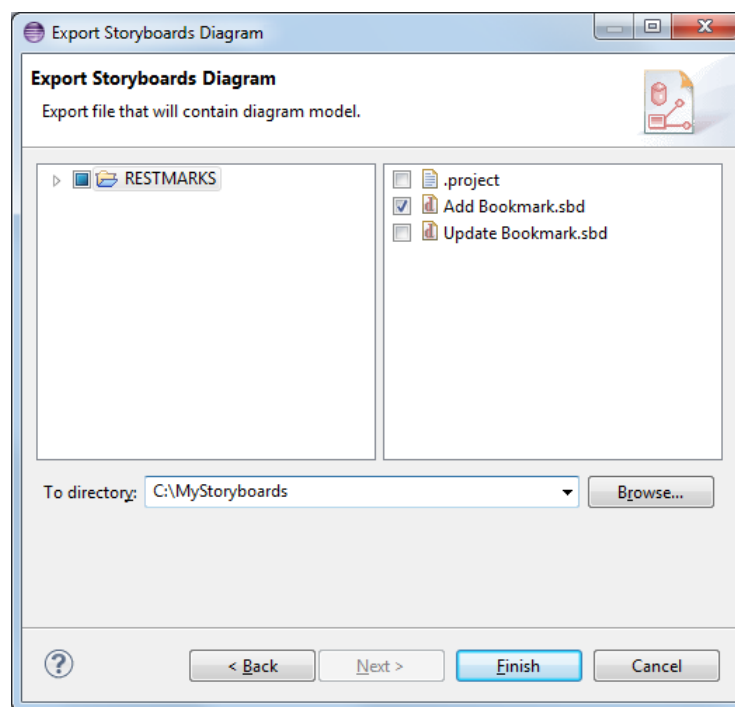 Export Storyboards Diagram
Export Storyboards Diagram
Export file that will contain diagram model.
RESTMARKS
.project
Add Bookmark.sbd
Update Bookmark.sbd
To directory: C:\MyStoryboards Browse...
< Back Next > Finish Cancel